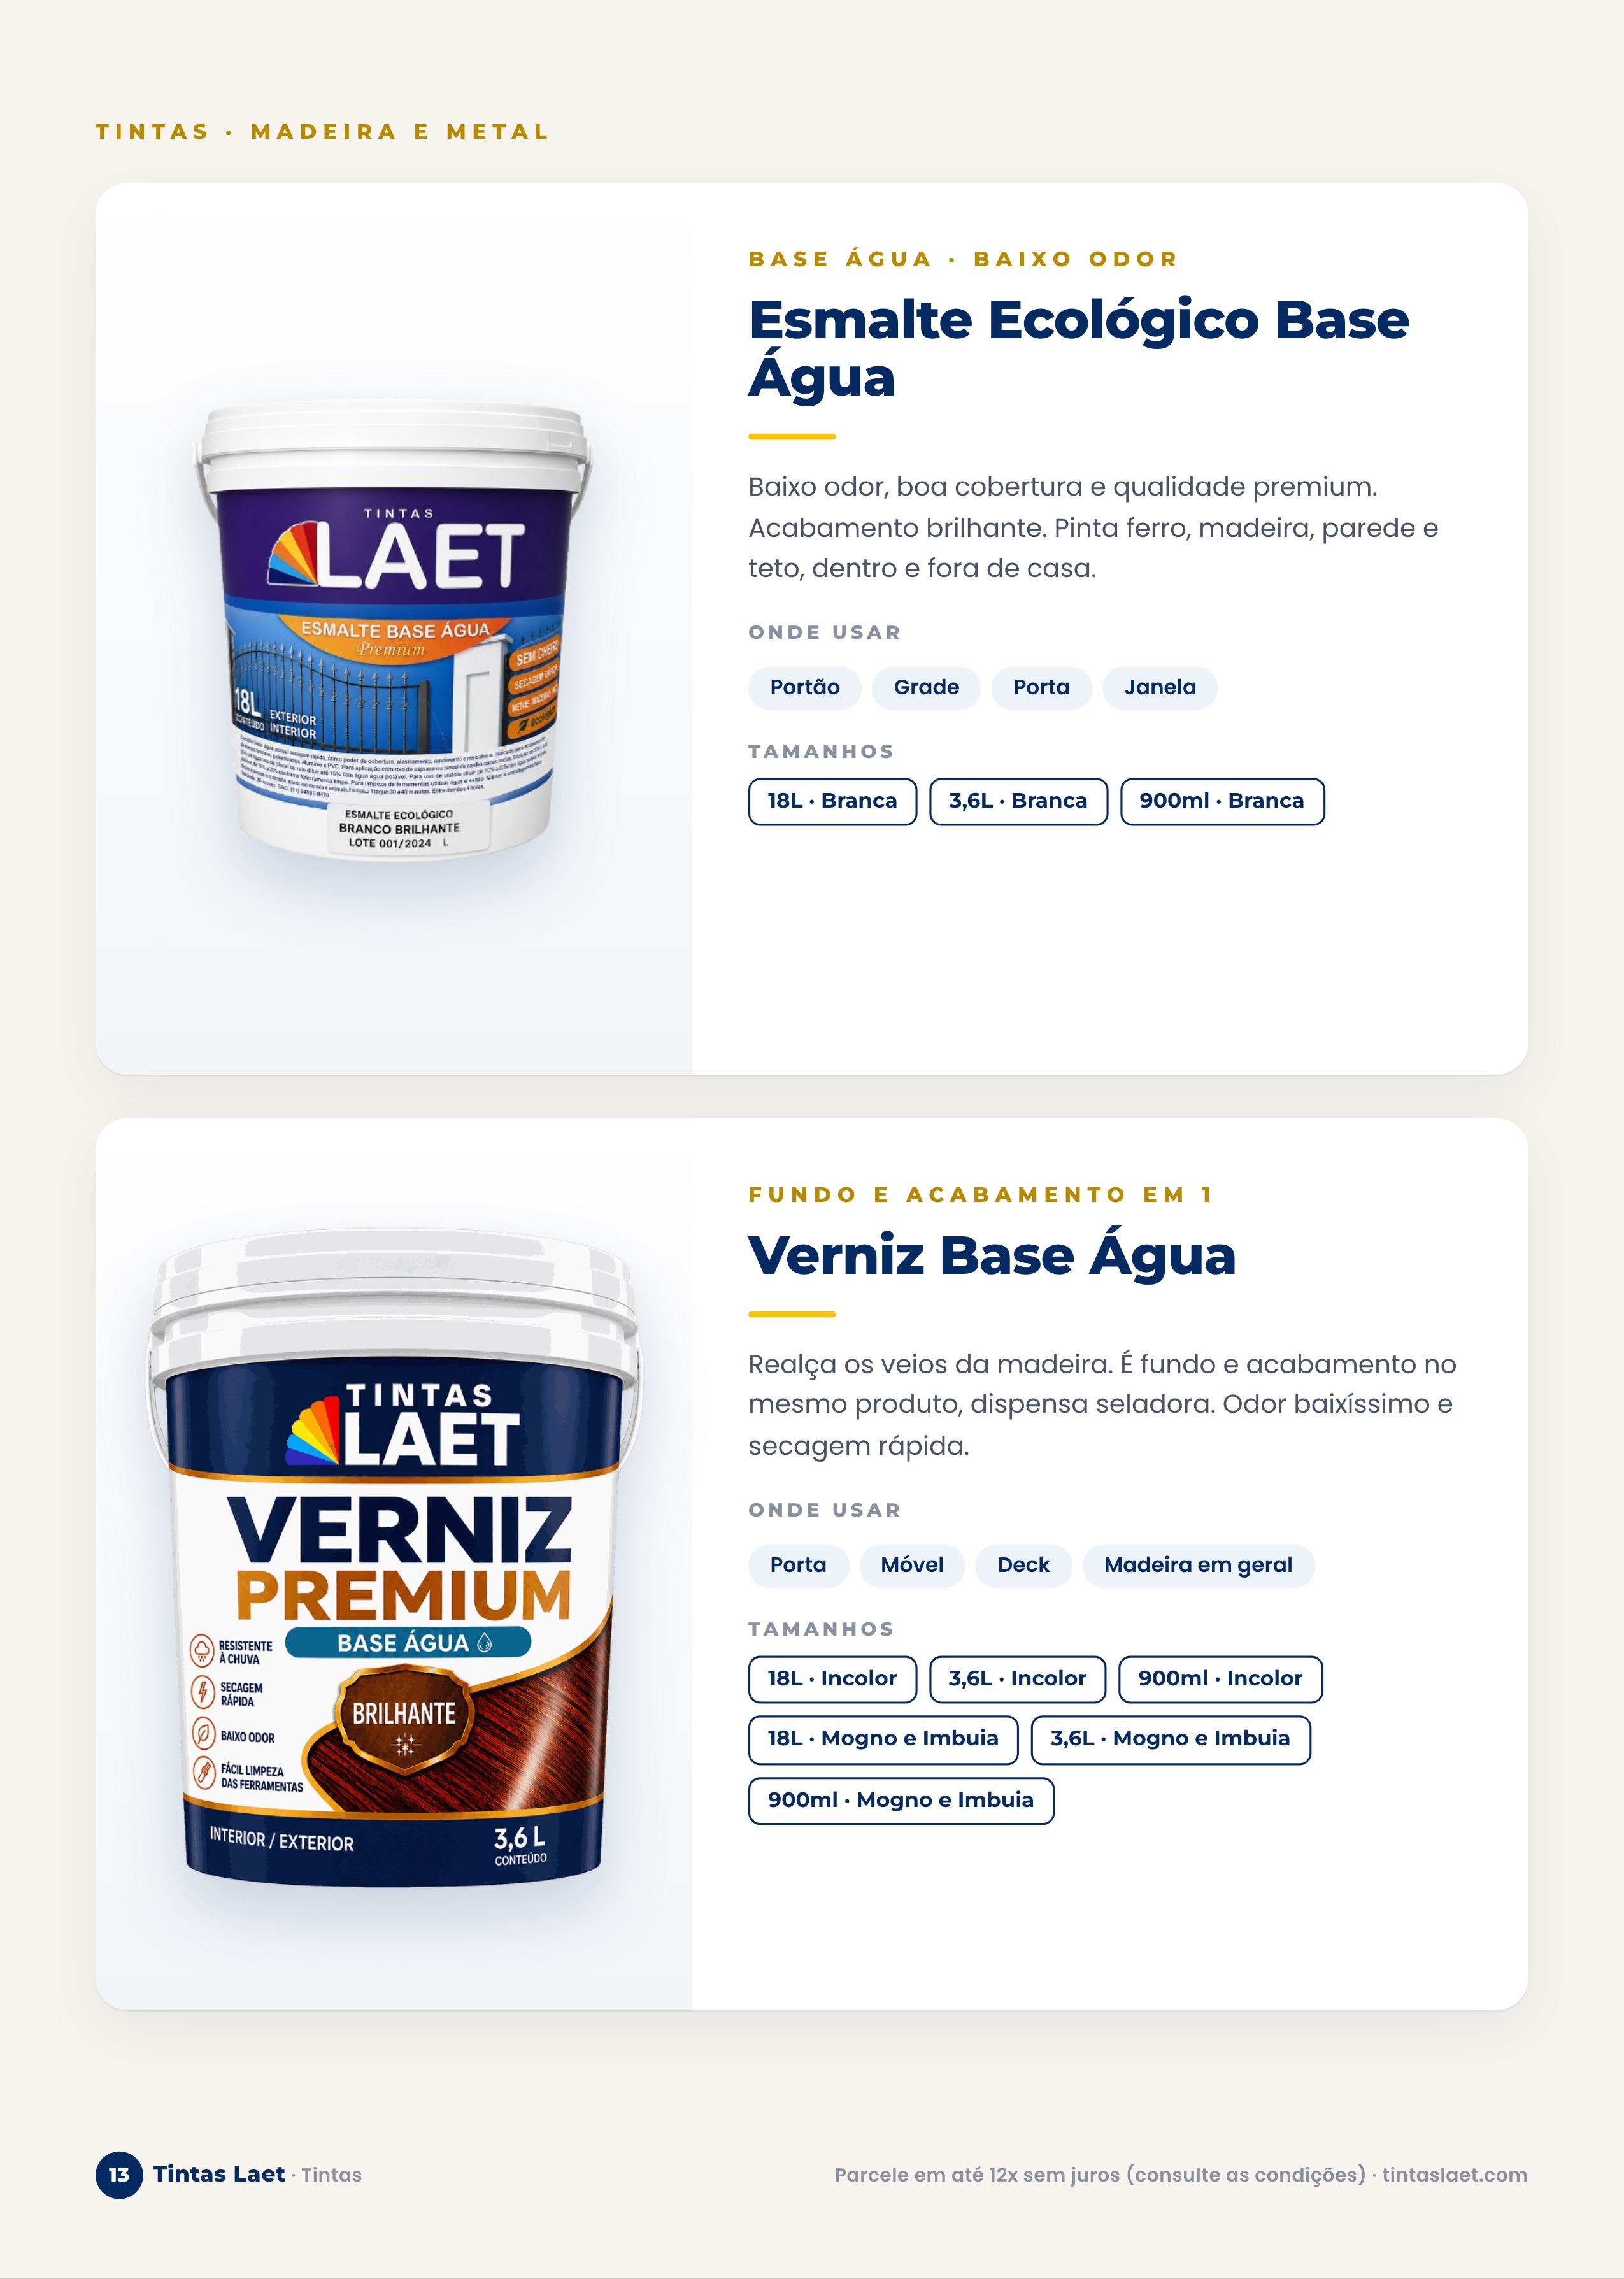 TINTAS · MADEIRA E METAL
TINTAS
LAET
ESMALTE BASE ÁGUA
Premium
SEM CHEIRO
SECAGEM RÁPIDA
18L
CONTEÚDO
EXTERIOR
INTERIOR
ESMALTE ECOLÓGICO
BRANCO BRILHANTE
LOTE 001/2024 L
BASE ÁGUA · BAIXO ODOR
Esmalte Ecológico Base
Água
Baixo odor, boa cobertura e qualidade premium.
Acabamento brilhante. Pinta ferro, madeira, parede e
teto, dentro e fora de casa.
ONDE USAR
Portão Grade Porta Janela
TAMANHOS
18L · Branca 3,6L · Branca 900ml · Branca
TINTAS
LAET
VERNIZ
PREMIUM
BASE ÁGUA
RESISTENTE
À CHUVA
SECAGEM
RÁPIDA
BAIXO ODOR
FÁCIL LIMPEZA
DAS FERRAMENTAS
BRILHANTE
INTERIOR / EXTERIOR
3,6 L
CONTEÚDO
FUNDO E ACABAMENTO EM 1
Verniz Base Água
Realça os veios da madeira. É fundo e acabamento no
mesmo produto, dispensa seladora. Odor baixíssimo e
secagem rápida.
ONDE USAR
Porta Móvel Deck Madeira em geral
TAMANHOS
18L · Incolor 3,6L · Incolor 900ml · Incolor
18L · Mogno e Imbuia 3,6L · Mogno e Imbuia
900ml · Mogno e Imbuia
13 Tintas Laet · Tintas
Parcele em até 12x sem juros (consulte as condições) · tintaslaet.com